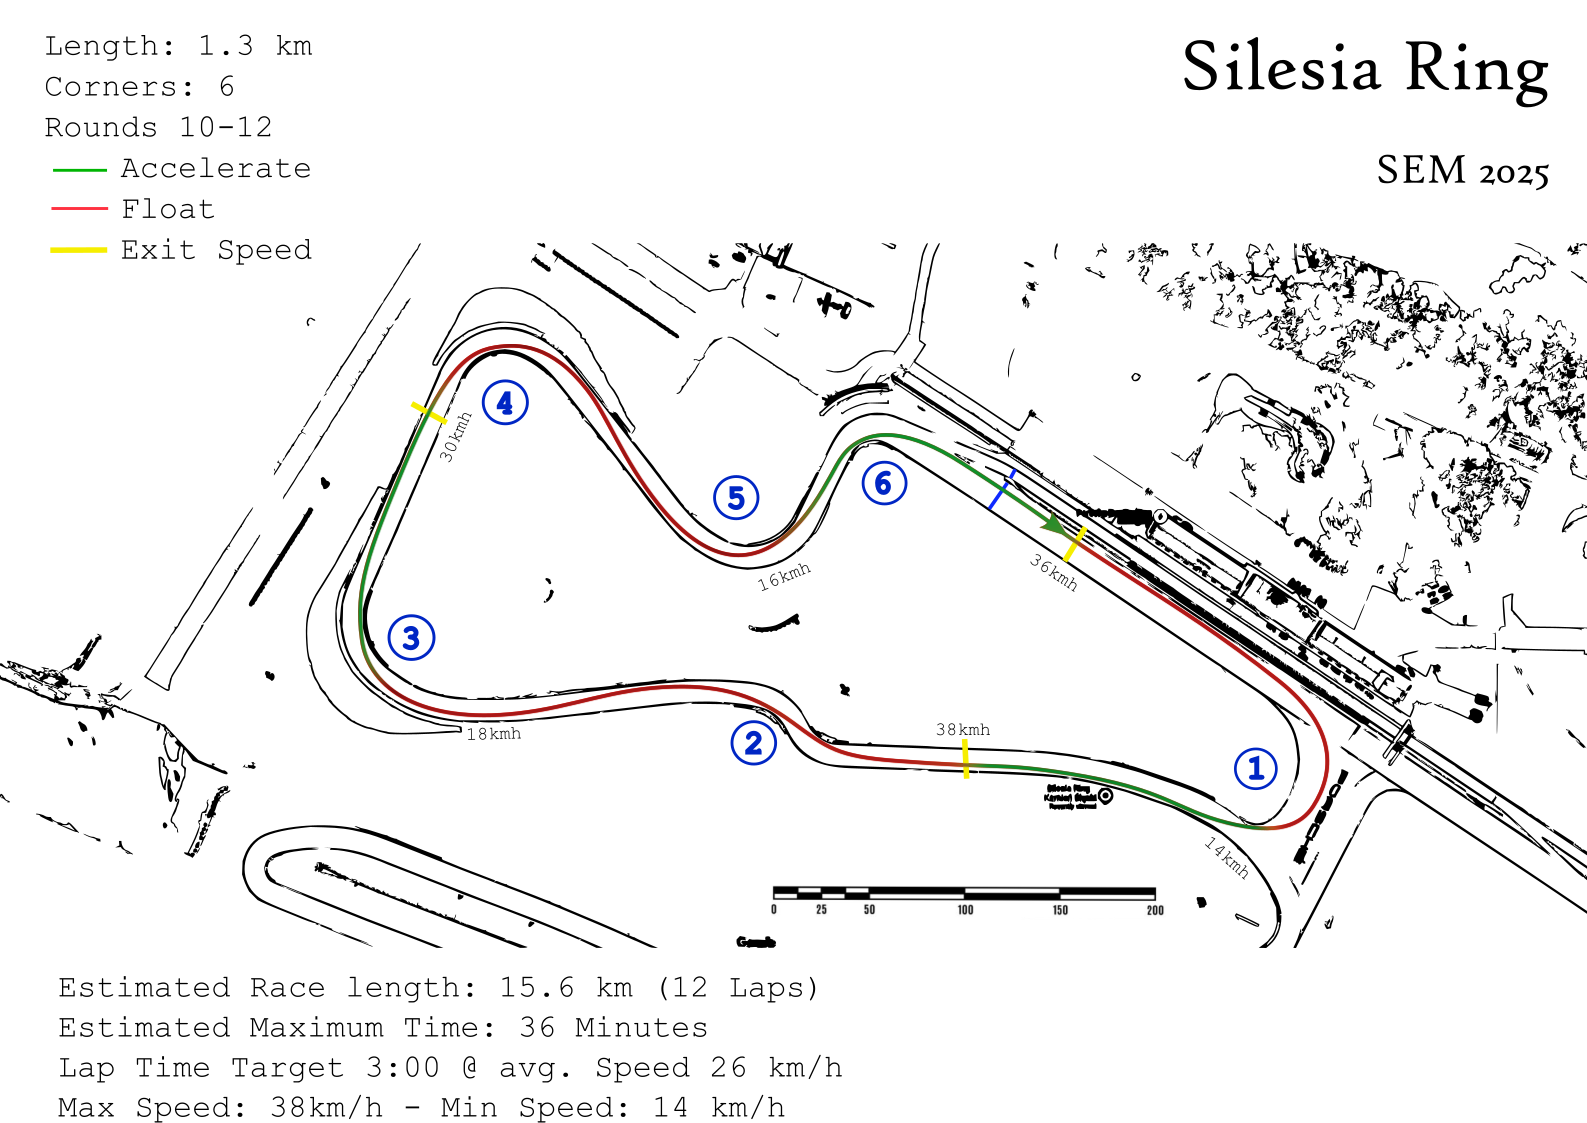 Length: 1.3 km
Corners: 6
Rounds 10-12
Accelerate
Float
Exit Speed
Silesia Ring
SEM 2025
4
30kmh
5
6
16kmh
36kmh
3
18kmh
2
38kmh
1
Silesia Ring
14kmh
0 25 50 100 150 200
Google
Estimated Race length: 15.6 km (12 Laps)
Estimated Maximum Time: 36 Minutes
Lap Time Target 3:00 @ avg. Speed 26 km/h
Max Speed: 38km/h - Min Speed: 14 km/h